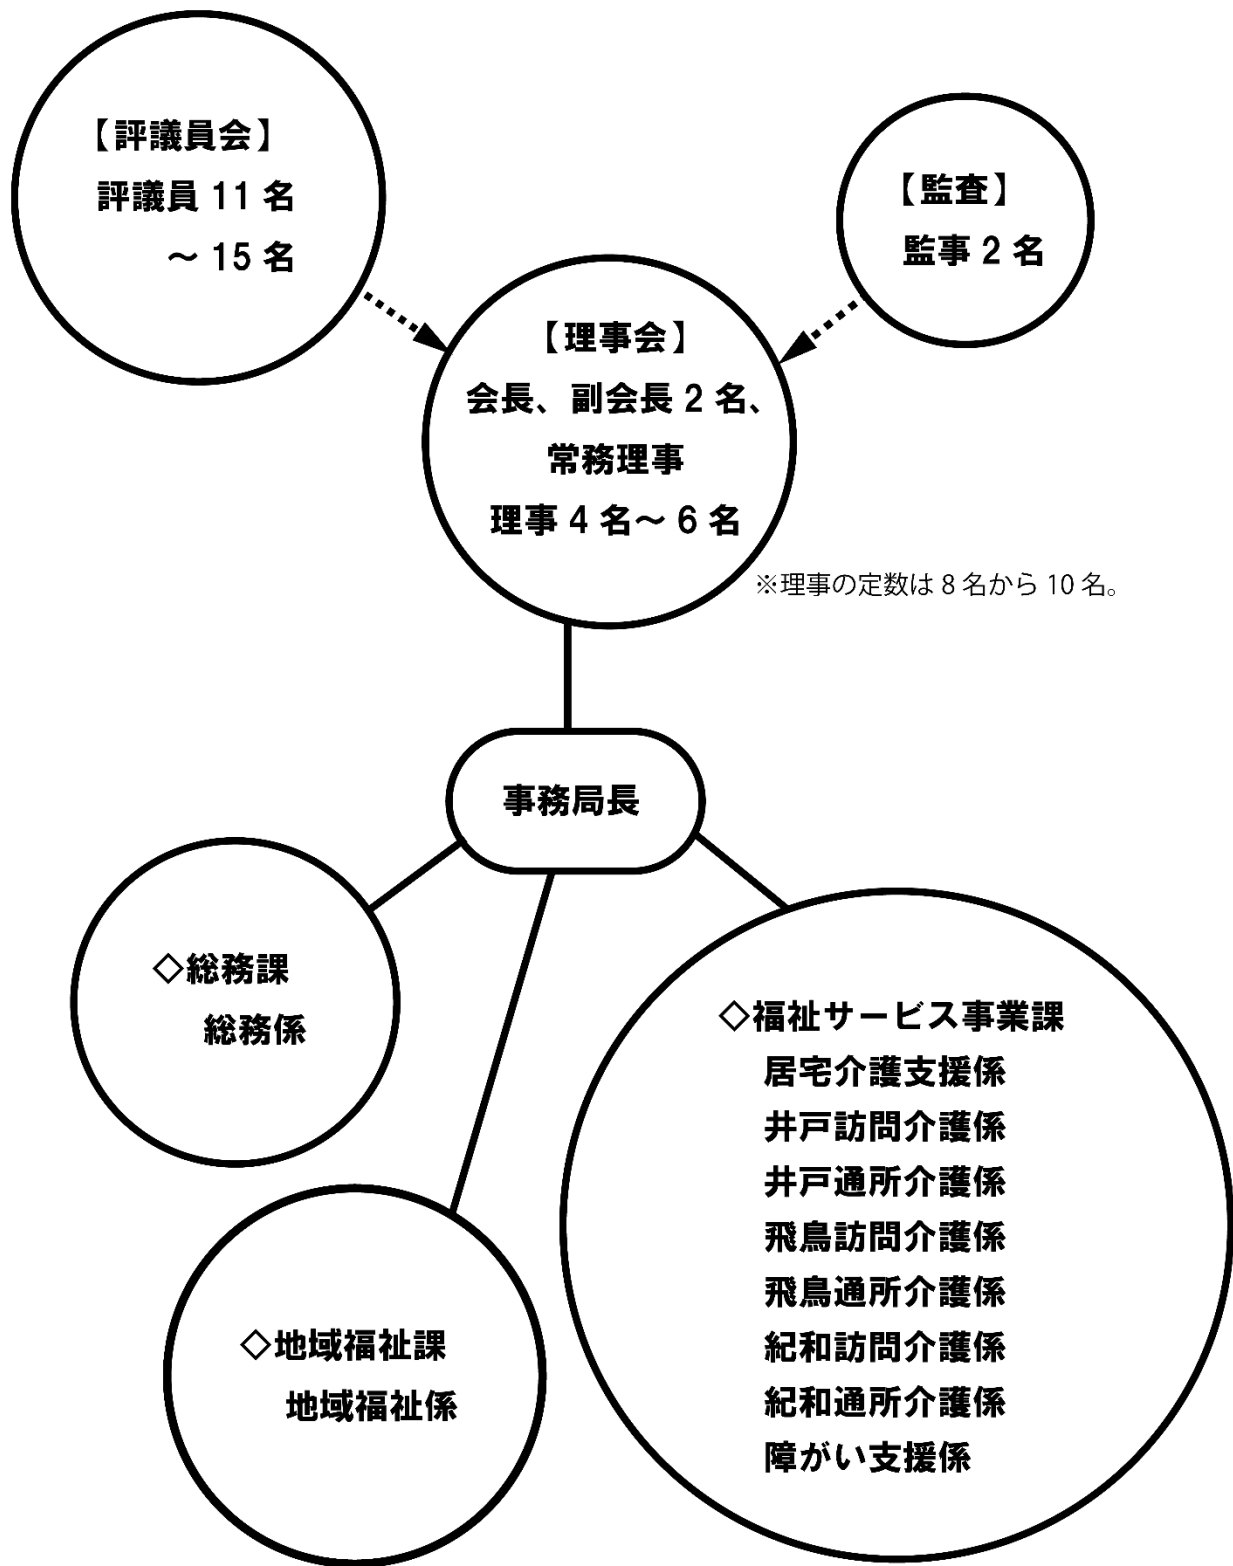 【評議員会】
評議員 11 名
～ 15 名
【監査】
監事 2 名
【理事会】
会長、副会長 2 名、
常務理事
理事 4 名～ 6 名
※理事の定数は 8 名から 10 名。
事務局長
◇総務課
総務係
◇地域福祉課
地域福祉係
◇福祉サービス事業課
居宅介護支援係
井戸訪問介護係
井戸通所介護係
飛鳥訪問介護係
飛鳥通所介護係
紀和訪問介護係
紀和通所介護係
障がい支援係